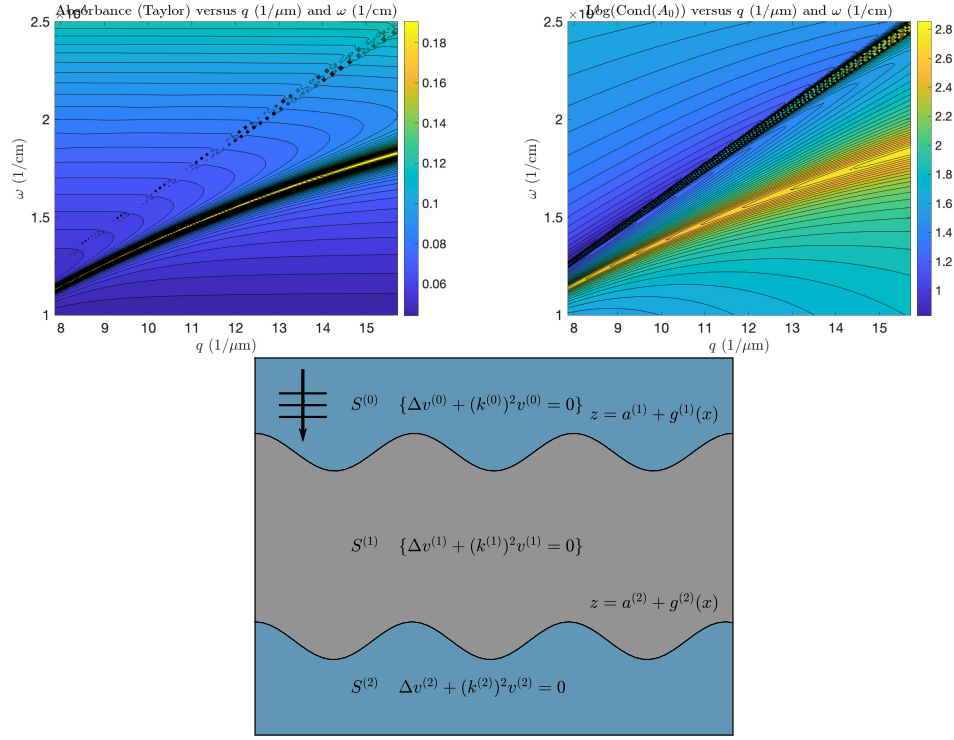 Absorbance (Taylor) versus q (1/μm) and ω (1/cm)
2.5
2
1.5
1
ω (1/cm)
8 9 10 11 12 13 14 15
q (1/μm)
0.18
0.16
0.14
0.12
0.1
0.08
0.06
Log(Cond(A₀)) versus q (1/μm) and ω (1/cm)
2.5
2
1.5
1
ω (1/cm)
8 9 10 11 12 13 14 15
q (1/μm)
2.8
2.6
2.4
2.2
2
1.8
1.6
1.4
1.2
1
S⁽⁰⁾ {Δv⁽⁰⁾ + (k⁽⁰⁾)²v⁽⁰⁾ = 0}
z = a⁽¹⁾ + g⁽¹⁾(x)
S⁽¹⁾ {Δv⁽¹⁾ + (k⁽¹⁾)²v⁽¹⁾ = 0}
z = a⁽²⁾ + g⁽²⁾(x)
S⁽²⁾ Δv⁽²⁾ + (k⁽²⁾)²v⁽²⁾ = 0